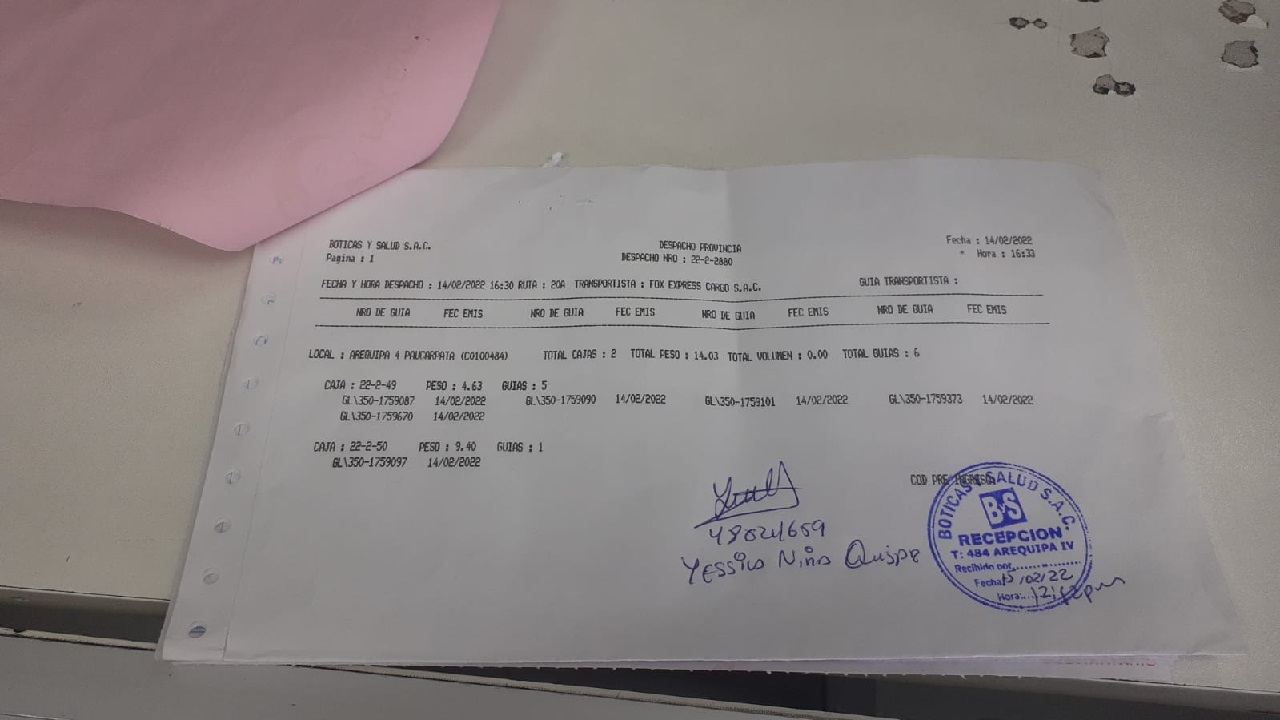 BOTICAS Y SALUD S.A.C. DESPACHO PROVINCIA Fecha : 14/02/2022
Pagina : 1 DESPACHO NRO : 22-2-2880 * Hora : 16:33
FECHA Y HORA DESPACHO : 14/02/2022 16:30 RUTA : 20A TRANSPORTISTA : FOX EXPRESS CARGO S.A.C. GUIA TRANSPORTISTA :
NRO DE GUIA FEC EMIS NRO DE GUIA FEC EMIS NRO DE GUIA FEC EMIS NRO DE GUIA FEC EMIS
LOCAL : AREQUIPA 4 PAUCARPATA (C0100484) TOTAL CAJAS : 2 TOTAL PESO : 14.03 TOTAL VOLUMEN : 0.00 TOTAL GUIAS : 6
CAJA : 22-2-49 PESO : 4.63 GUIAS : 5
GL\350-1759087 14/02/2022 GL\350-1759090 14/02/2022 GL\350-1759101 14/02/2022 GL\350-1759373 14/02/2022
GL\350-1759670 14/02/2022
CAJA : 22-2-50 PESO : 9.40 GUIAS : 1
GL\350-1759097 14/02/2022
COD PRE INGRESO
Yessica Niño Quispe
BOTICAS Y SALUD S.A.C.
B&S
RECEPCION
T: 484 AREQUIPA IV
Recibido por
Fecha: 15/02/22
Hora: